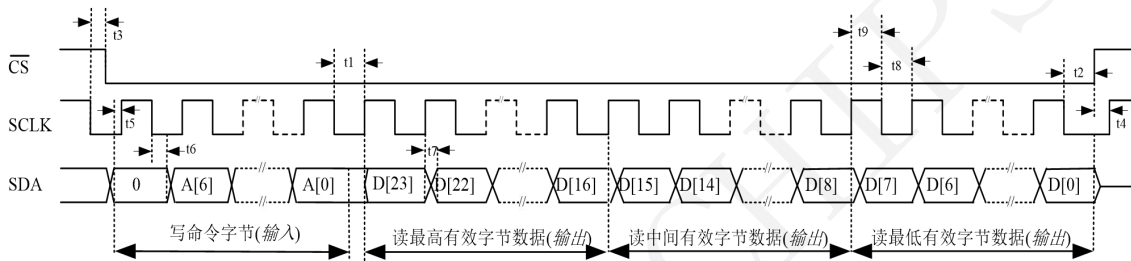 t3 t1 t9 t8 t2
CS
t5 t4
SCLK
t6 t7
SDA 0 A[6] A[0] D[23] D[22] D[16] D[15] D[14] D[8] D[7] D[6] D[0]
写命令字节(输入) 读最高有效字节数据(输出) 读中间有效字节数据(输出) 读最低有效字节数据(输出)